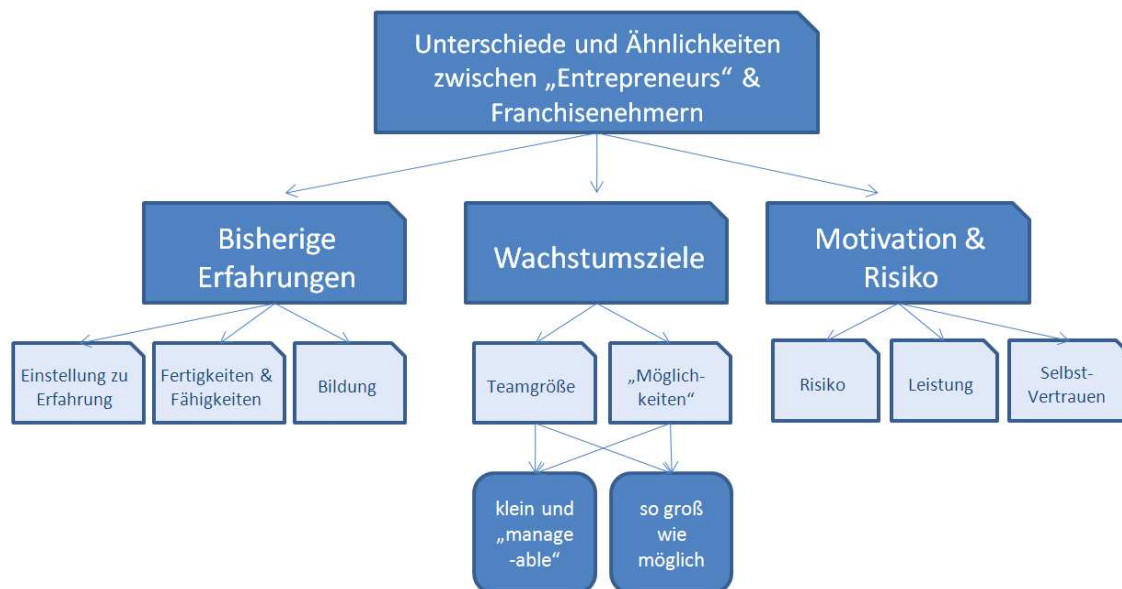 Unterschiede und Ähnlichkeiten
zwischen „Entrepreneurs“ &
Franchisenehmern
Bisherige
Erfahrungen
Wachstumsziele
Motivation &
Risiko
Einstellung zu
Erfahrung
Fertigkeiten &
Fähigkeiten
Bildung
Teamgröße
„Möglich-
keiten“
Risiko
Leistung
Selbst-
Vertrauen
klein und
„manage
-able“
so groß
wie
möglich